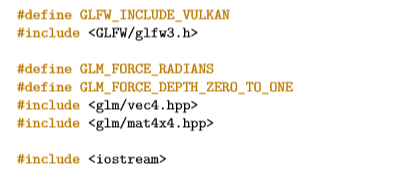 #define GLFW_INCLUDE_VULKAN
#include <GLFW/glfw3.h>

#define GLM_FORCE_RADIANS
#define GLM_FORCE_DEPTH_ZERO_TO_ONE
#include <glm/vec4.hpp>
#include <glm/mat4x4.hpp>

#include <iostream>